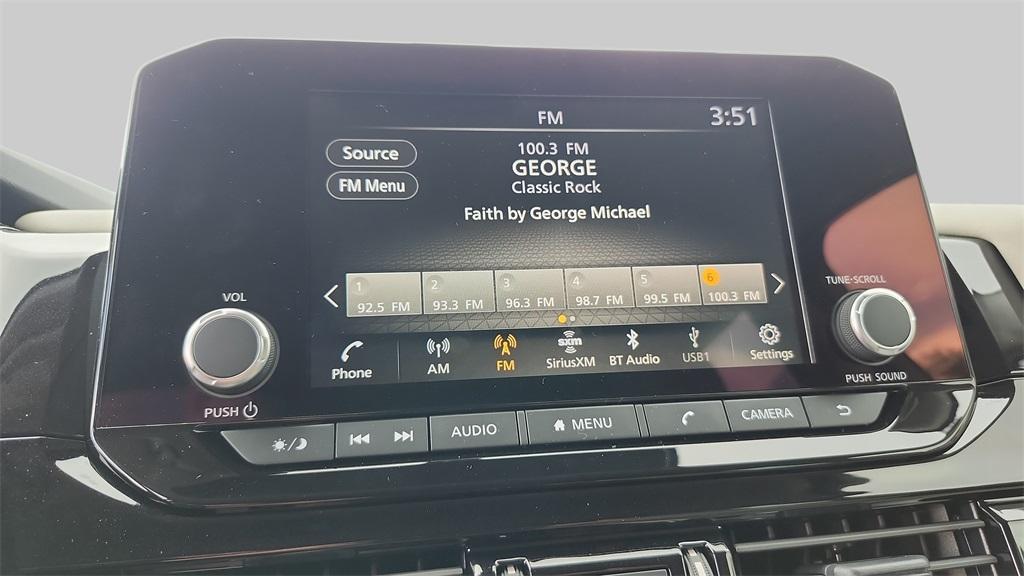 FM 3:51
Source
FM Menu
100.3 FM
GEORGE
Classic Rock
Faith by George Michael
1 2 3 4 5 6
92.5 FM 93.3 FM 96.3 FM 98.7 FM 99.5 FM 100.3 FM
Phone AM FM sxm SiriusXM BT Audio USB1 Settings
VOL
PUSH
TUNE·SCROLL
PUSH SOUND
AUDIO MENU CAMERA